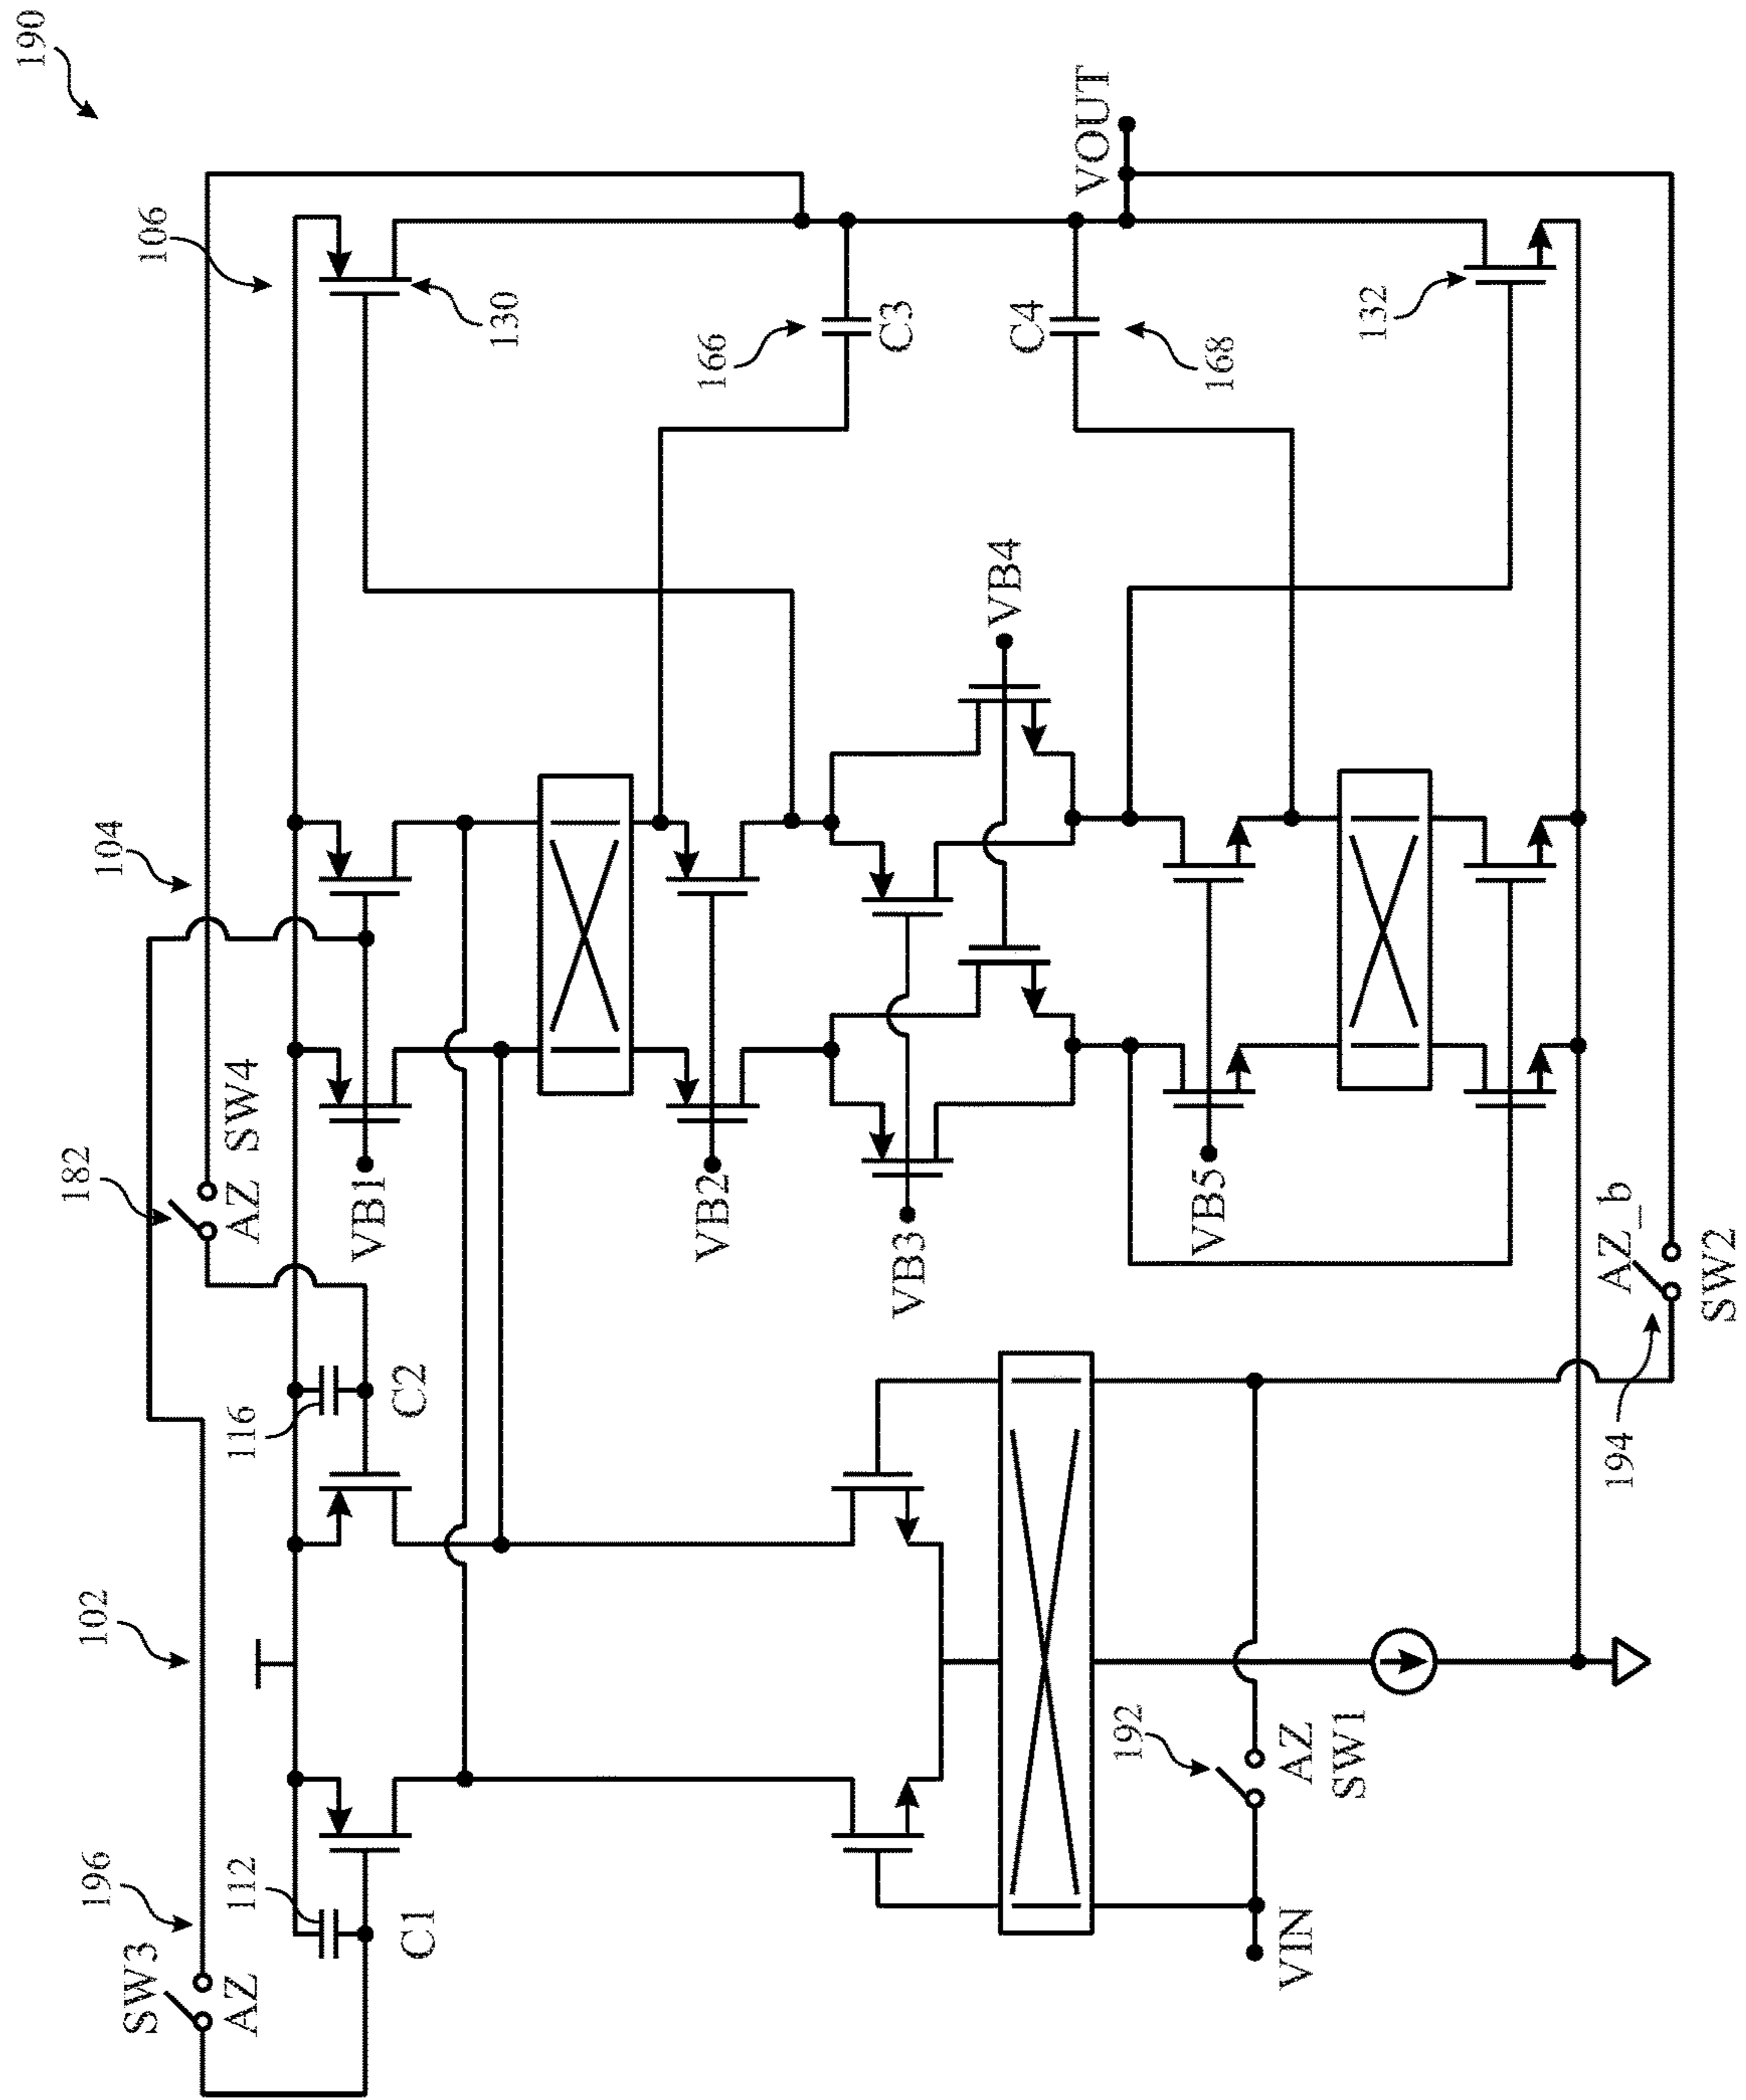 190
SW3
196
AZ
102
182
AZ SW4
104
106
112
C1
116
C2
VB1
130
VB2
166
C3
VB3
VB4
C4
168
VOUT
192
AZ
SW1
VIN
VB5
132
194
AZ_b
SW2